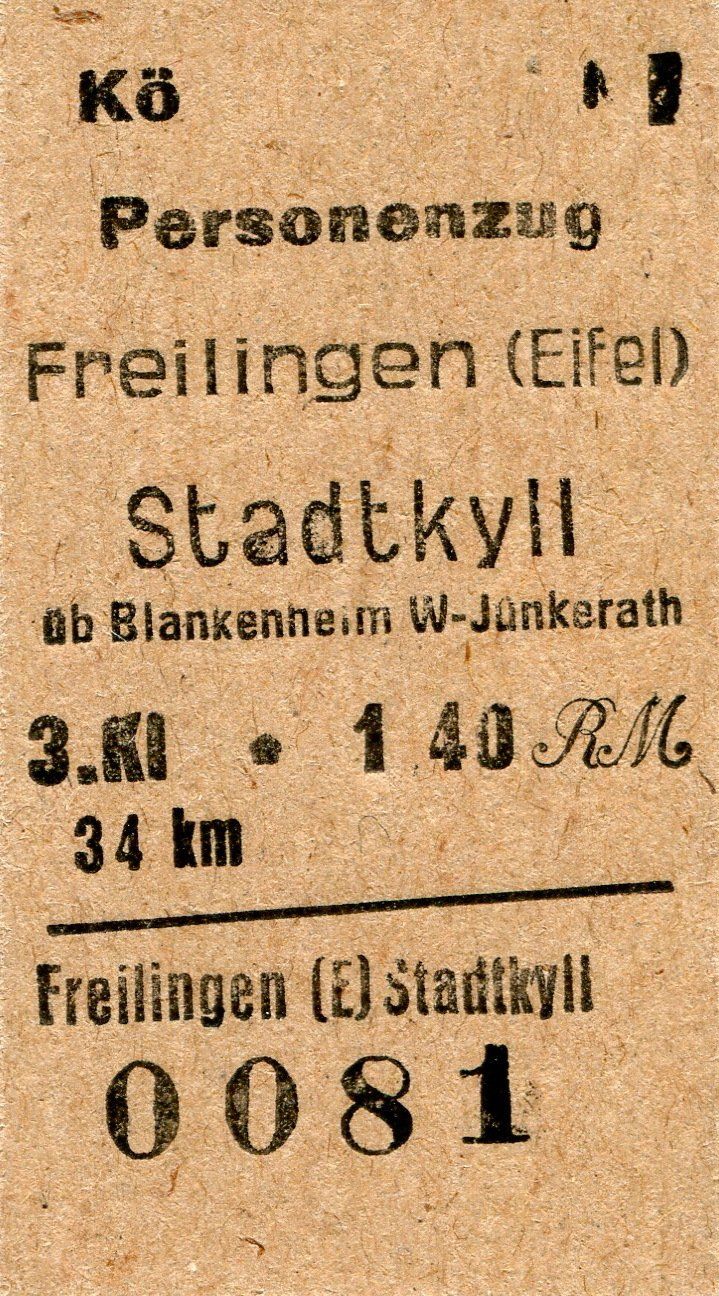 Kö
Personenzug
Freilingen (Eifel)
Stadtkyll
üb Blankenheim W-Jünkerath
3.Kl • 1 40 RM
34 km
Freilingen (E) Stadtkyll
0081